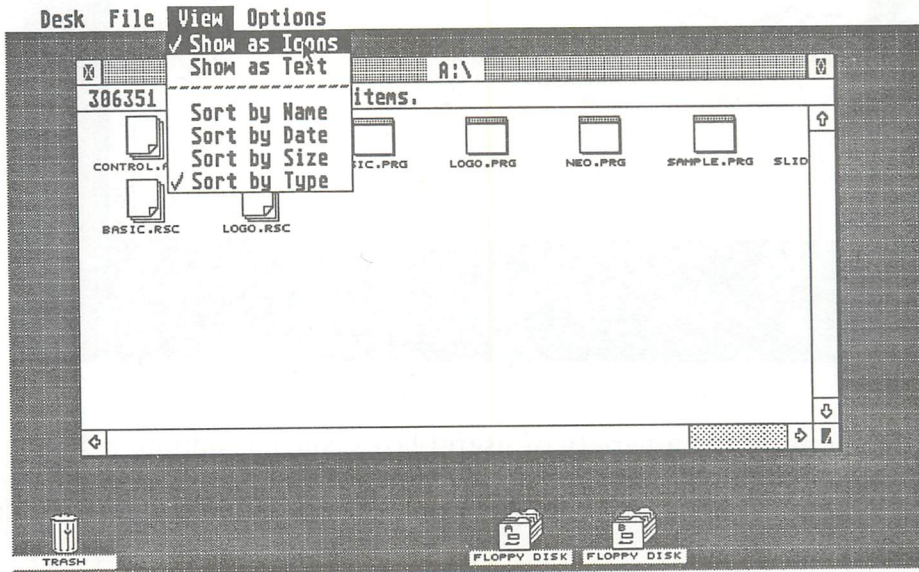 Desk File View Options
✓ Show as Icons
Show as Text
Sort by Name
Sort by Date
Sort by Size
✓ Sort by Type
A:\
306351 items.
CONTROL.A IC.PRG LOGO.PRG NEO.PRG SAMPLE.PRG SLID
BASIC.RSC LOGO.RSC
A B
TRASH FLOPPY DISK FLOPPY DISK